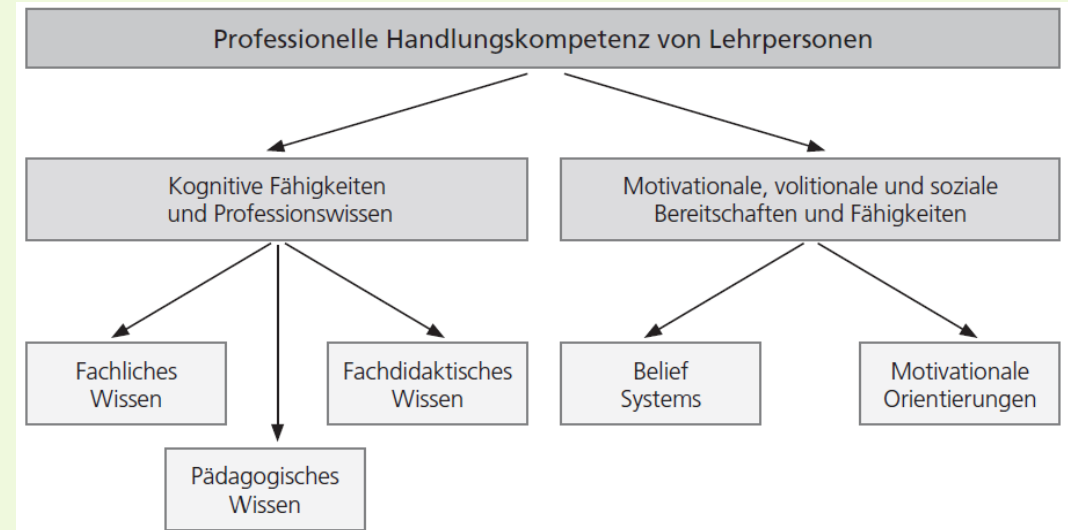 Professionelle Handlungskompetenz von Lehrpersonen
Kognitive Fähigkeiten
und Professionswissen
Motivationale, volitionale und soziale
Bereitschaften und Fähigkeiten
Fachliches
Wissen
Fachdidaktisches
Wissen
Belief
Systems
Motivationale
Orientierungen
Pädagogisches
Wissen